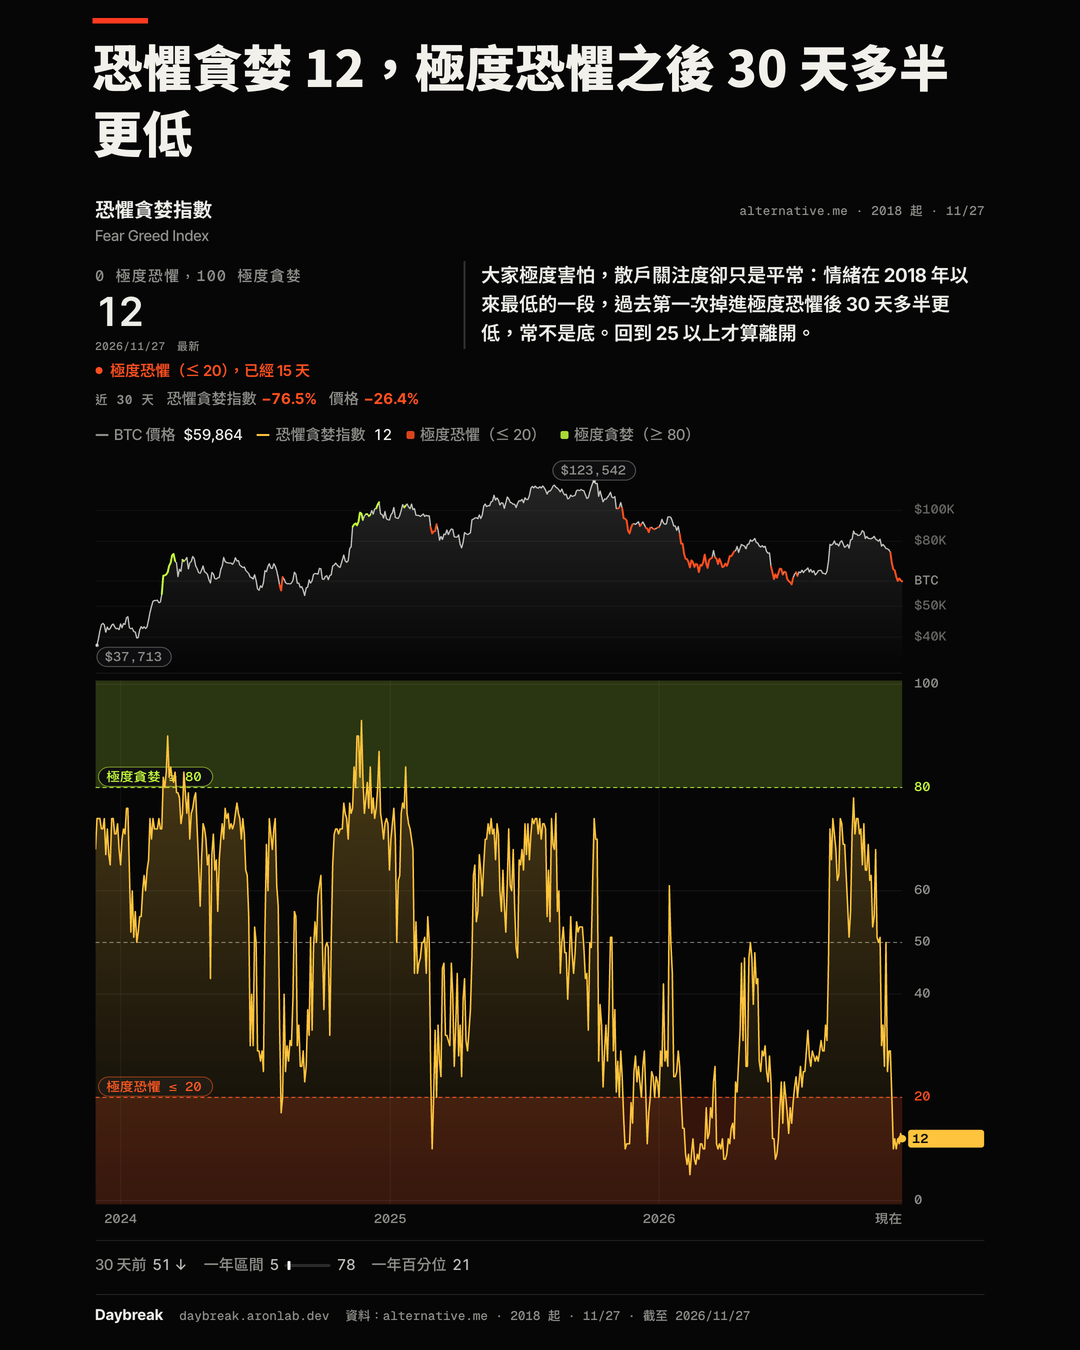 恐懼貪婪 12，極度恐懼之後 30 天多半
更低
恐懼貪婪指數
alternative.me · 2018 起 · 11/27
Fear Greed Index
0 極度恐懼，100 極度貪婪
12
2026/11/27 最新
極度恐懼（≤ 20），已經 15 天
近 30 天 恐懼貪婪指數 −76.5% 價格 −26.4%
大家極度害怕，散戶關注度卻只是平常：情緒在 2018 年以
來最低的一段，過去第一次掉進極度恐懼後 30 天多半更
低，常不是底。回到 25 以上才算離開。
BTC 價格 $59,864 恐懼貪婪指數 12 極度恐懼（≤ 20） 極度貪婪（≥ 80）
$123,542
$100K
$80K
BTC
$50K
$40K
$37,713
100
極度貪婪 80
80
60
50
40
極度恐懼 ≤ 20
20
12
0
2024 2025 2026 現在
30 天前 51 ↓ 一年區間 5 78 一年百分位 21
Daybreak daybreak.aronlab.dev 資料：alternative.me · 2018 起 · 11/27 · 截至 2026/11/27